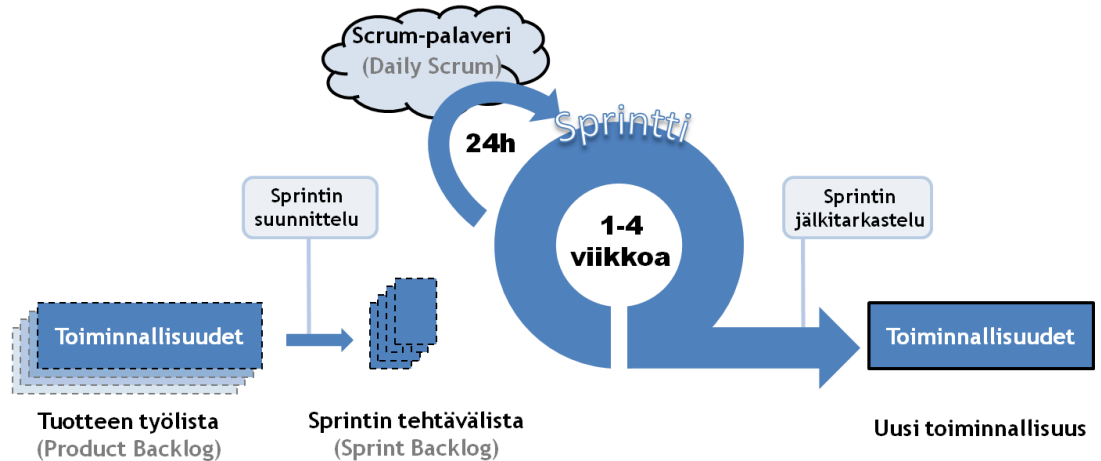 Scrum-palaveri
(Daily Scrum)
Sprintti
24h
Sprintin
suunnittelu
1-4
viikkoa
Sprintin
jälkitarkastelu
Toiminnallisuudet
Toiminnallisuudet
Tuotteen työlista
(Product Backlog)
Sprintin tehtävälista
(Sprint Backlog)
Uusi toiminnallisuus